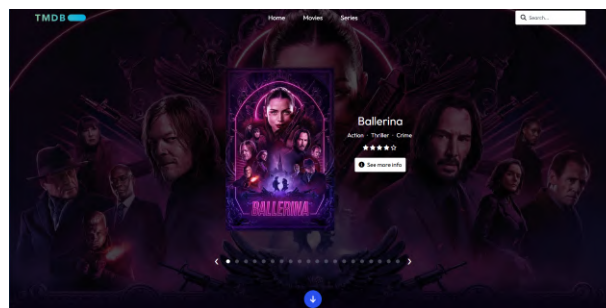 TMDB
Home Movies Series
Search...
Ballerina
Action · Thriller · Crime
See more info
BALLERINA